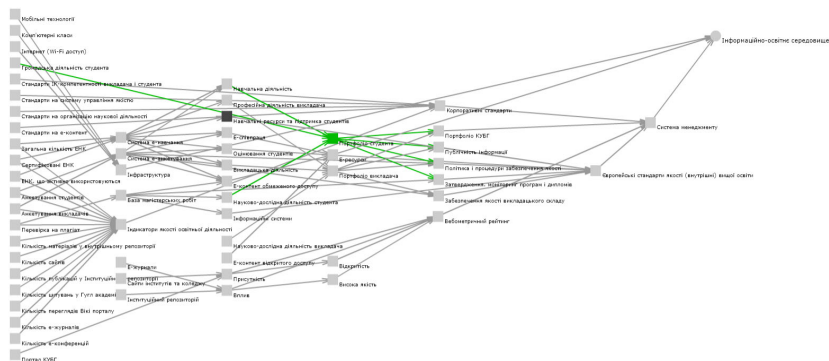 Мобільні технології
Комп'ютерні класи
Інтернет (Wi-Fi доступ)
Громадська діяльність студента
Стандарти ІК-компетентності викладача і студента
Стандарти на систему управління якістю
Стандарти на організацію наукової діяльності
Стандарти на е-контент
Загальна кількість ЕНК
Сертифіковані ЕНК
ЕНК, що активно використовуються
Анкетування студентів
Анкетування викладачів
Перевірка на плагіат
Кількість матеріалів у внутрішньому репозиторії
Кількість сайтів
Кількість публікацій у Інституційному репозиторії
Кількість цитувань у Гугл академії
Кількість переглядів Вікі порталу
Кількість е-журналів
Кількість е-конференцій
Портал КУБГ
Система е-навчання
Система е-
Інфраструктура
База магістерських робіт
Індикатори якості освітньої діяльності
Е-журнали
Сайти інститутів та коледжу
Інституційний репозиторій
Навчальна діяльність
Професійна діяльність викладача
Навчальні ресурси та підтримка студентів
Е-співпраця
Оцінювання студентів
Викладацька діяльність
Е-контент обмеженого доступу
Науково-дослідна діяльність студента
Інформаційні системи
Науково-дослідна діяльність викладача
Е-контент відкритого доступу
Присутність
Вплив
Портфоліо студента
Е-ресурси
Портфоліо викладача
Відкритість
Висока якість
Корпоративні стандарти
Портфоліо КУБГ
Публічність інформації
Політика і процедури забезпечення якості
Затвердження, моніторинг програм і дипломів
Забезпечення якості викладацького складу
Вебометричний рейтинг
Європейські стандарти якості (внутрішні) вищої освіти
Система менеджменту
Інформаційно-освітнє середовище